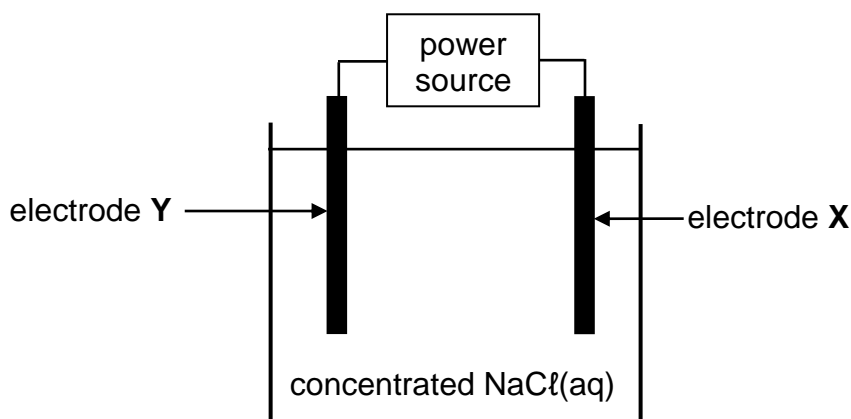 power
source
electrode Y
electrode X
concentrated NaCℓ(aq)